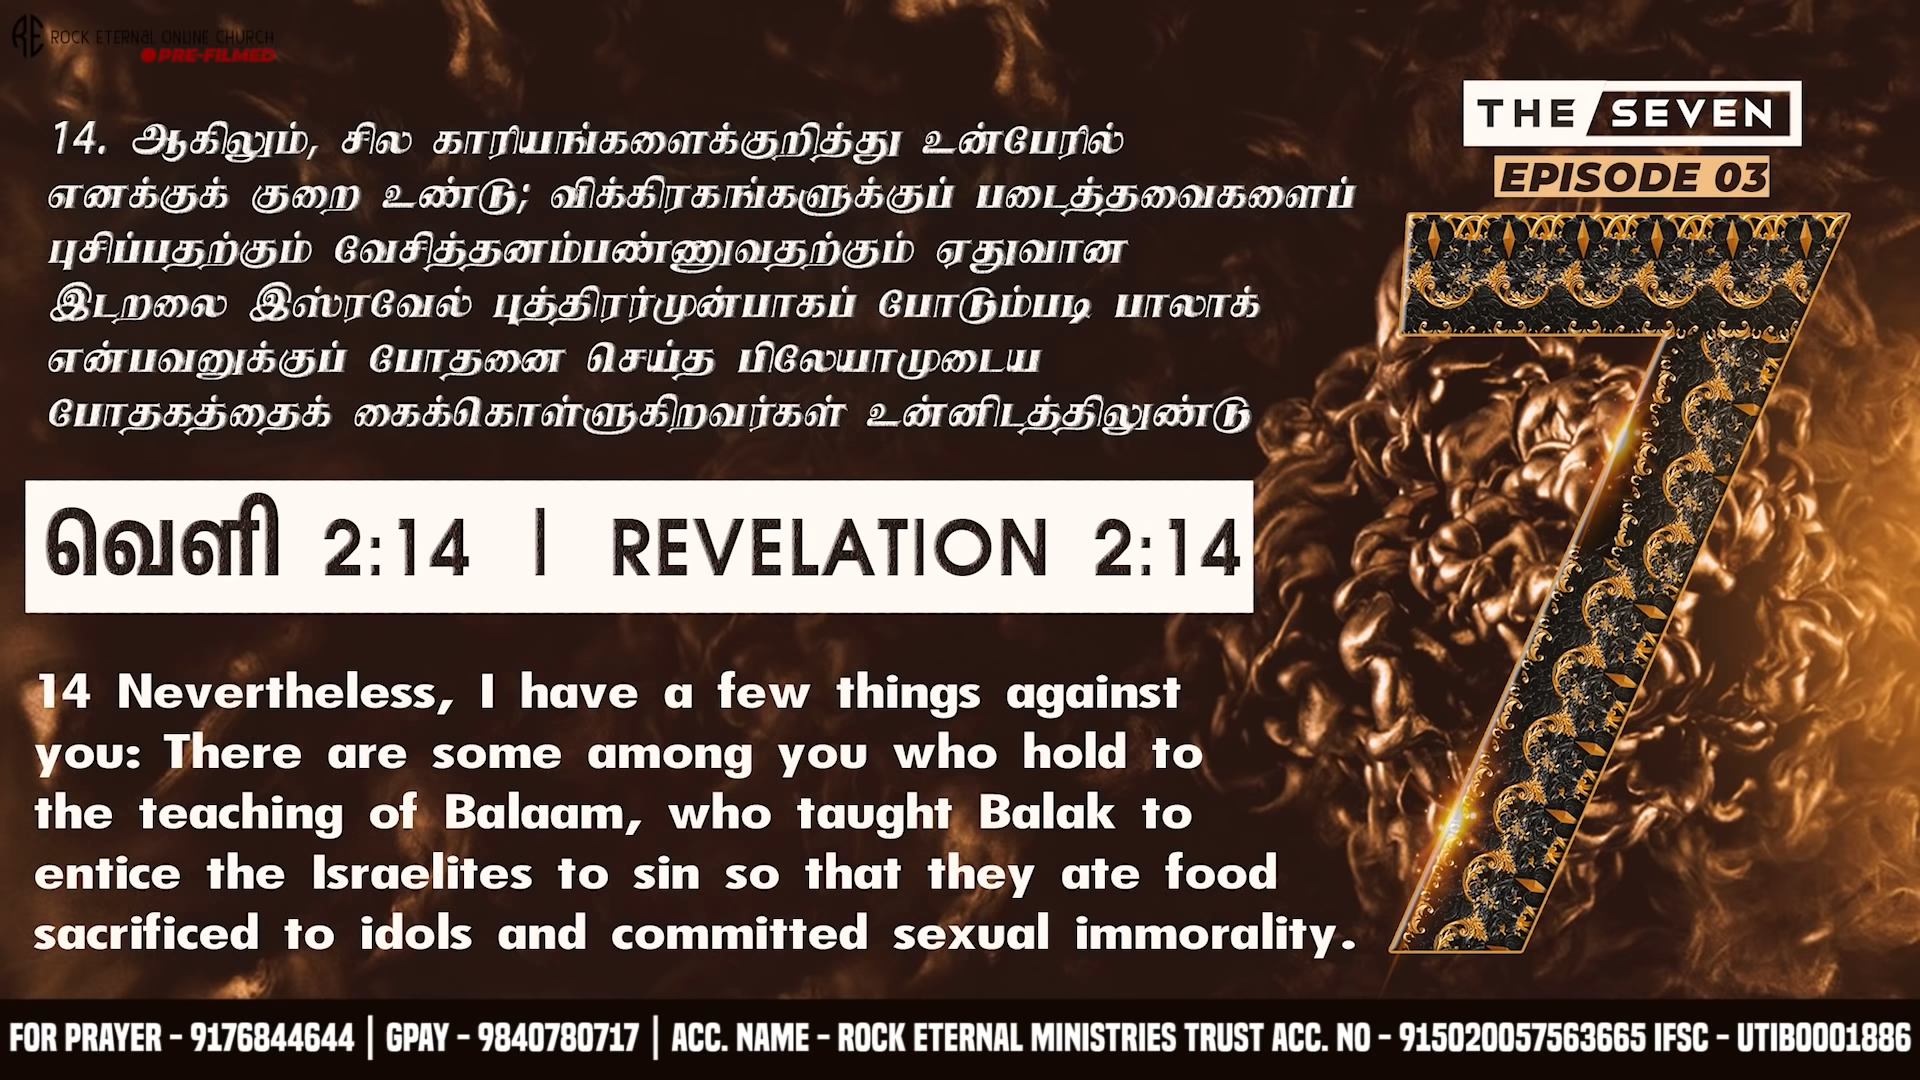 ROCK ETERNAL ONLINE CHURCH
PRE-FILMED
THE SEVEN
EPISODE 03
7
14. ஆகிலும், சில காரியங்களைக்குறித்து உன்பேரில்
எனக்குக் குறை உண்டு; விக்கிரகங்களுக்குப் படைத்தவைகளைப்
புசிப்பதற்கும் வேசித்தனம்பண்ணுவதற்கும் ஏதுவான
இடறலை இஸ்ரவேல் புத்திரர்முன்பாகப் போடும்படி பாலாக்
என்பவனுக்குப் போதனை செய்த பிலேயாமுடைய
போதகத்தைக் கைக்கொள்ளுகிறவர்கள் உன்னிடத்திலுண்டு
வெளி 2:14 | REVELATION 2:14
14 Nevertheless, I have a few things against
you: There are some among you who hold to
the teaching of Balaam, who taught Balak to
entice the Israelites to sin so that they ate food
sacrificed to idols and committed sexual immorality.
FOR PRAYER - 9176844644 | GPAY - 9840780717 | ACC. NAME - ROCK ETERNAL MINISTRIES TRUST ACC. NO - 915020057563665 IFSC - UTIB0001886